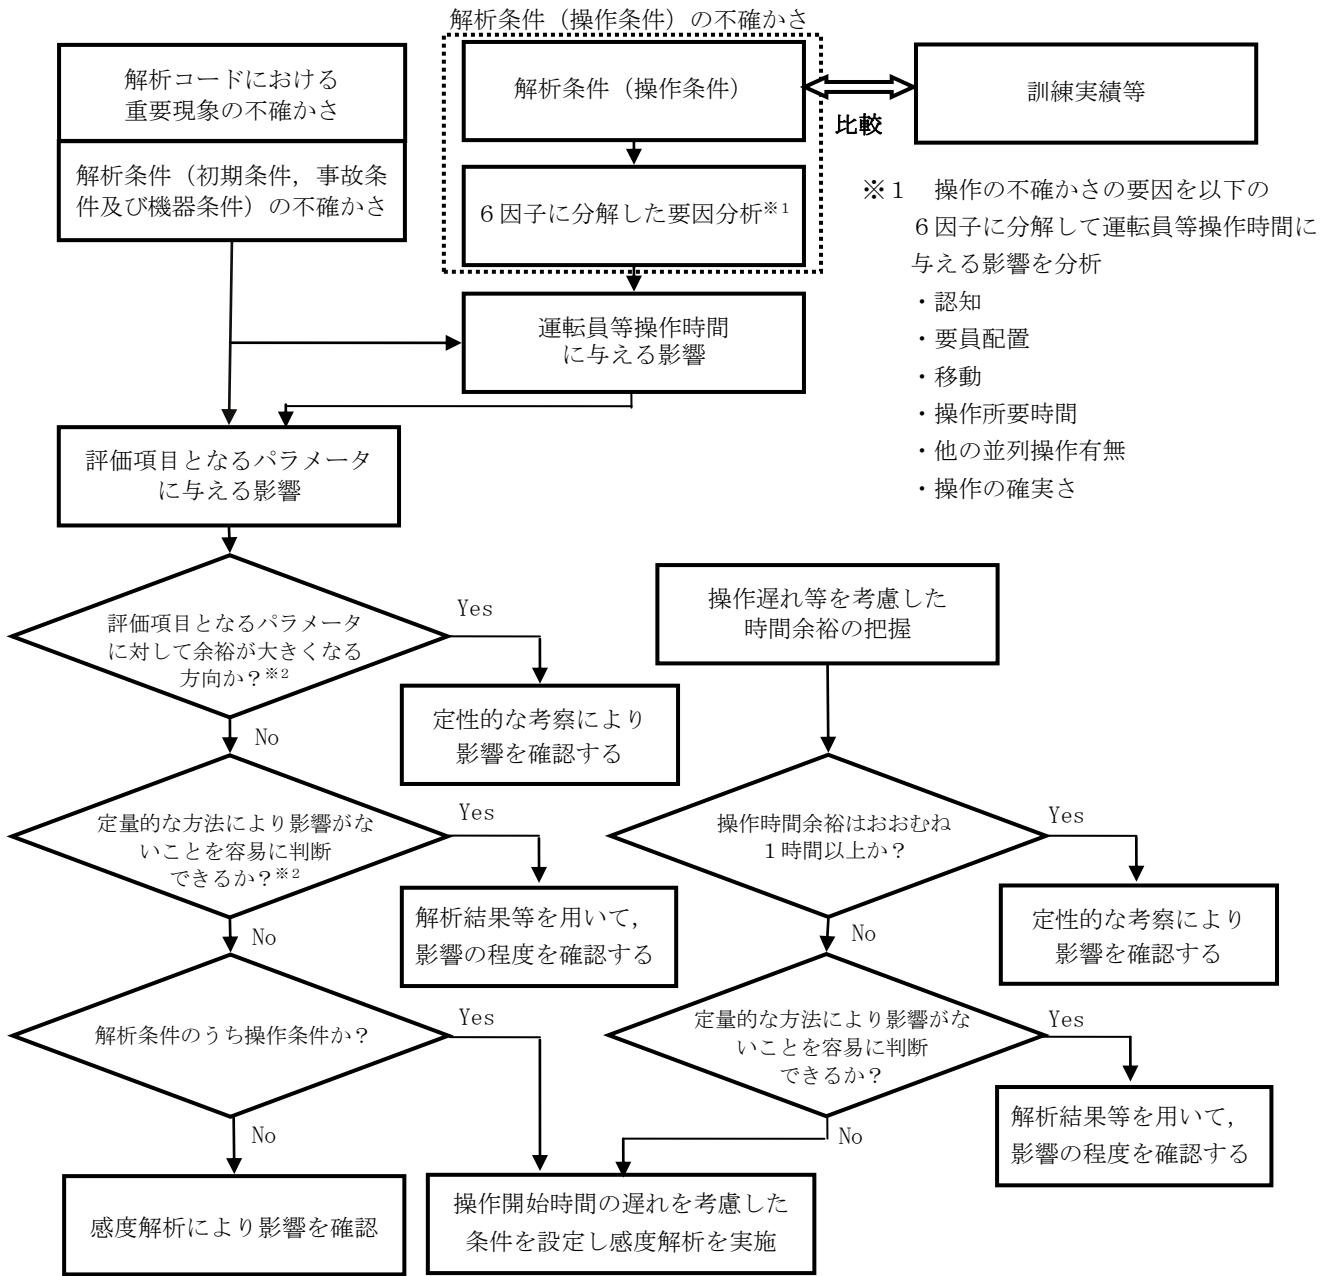 解析条件（操作条件）の不確かさ
解析コードにおける
重要現象の不確かさ
解析条件（初期条件，事故条
件及び機器条件）の不確かさ
解析条件（操作条件）
比較
訓練実績等
６因子に分解した要因分析※１
※１　操作の不確かさの要因を以下の
６因子に分解して運転員等操作時間に
与える影響を分析
・認知
・要員配置
・移動
・操作所要時間
・他の並列操作有無
・操作の確実さ
運転員等操作時間
に与える影響
評価項目となるパラメータ
に与える影響
評価項目となるパラメータ
に対して余裕が大きくなる
方向か？※２
Yes
No
定性的な考察により
影響を確認する
定量的な方法により影響がな
いことを容易に判断
できるか？※２
Yes
No
解析結果等を用いて，
影響の程度を確認する
解析条件のうち操作条件か？
Yes
No
感度解析により影響を確認
操作遅れ等を考慮した
時間余裕の把握
操作時間余裕はおおむね
１時間以上か？
Yes
No
定性的な考察により
影響を確認する
定量的な方法により影響がな
いことを容易に判断
できるか？
Yes
No
解析結果等を用いて，
影響の程度を確認する
操作開始時間の遅れを考慮した
条件を設定し感度解析を実施